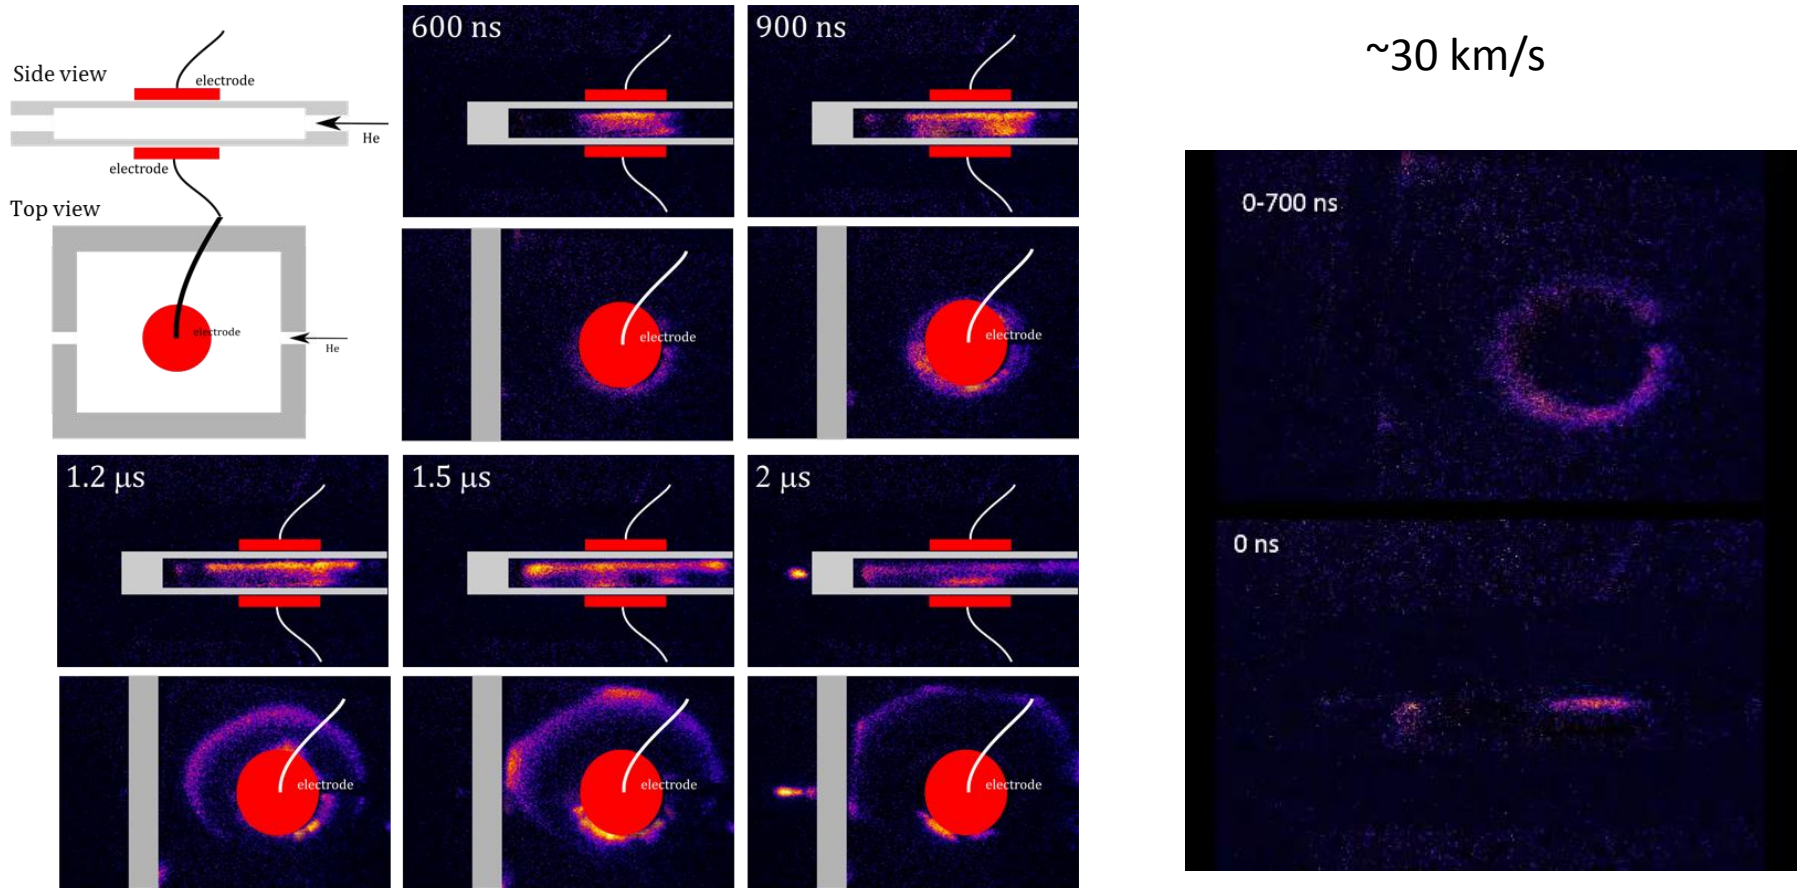 Side view
electrode
He
electrode
Top view
electrode
He
600 ns
electrode
900 ns
electrode
1.2 μs
electrode
1.5 μs
electrode
2 μs
electrode
~30 km/s
0-700 ns
0 ns